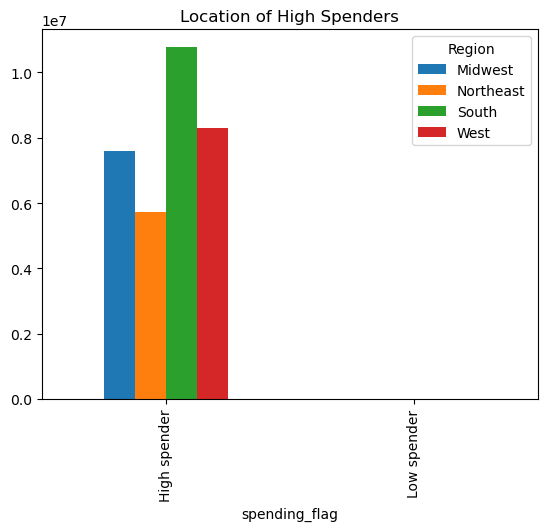 Location of High Spenders
1e7
Region
Midwest
Northeast
South
West
1.0
0.8
0.6
0.4
0.2
0.0
High spender
Low spender
spending_flag